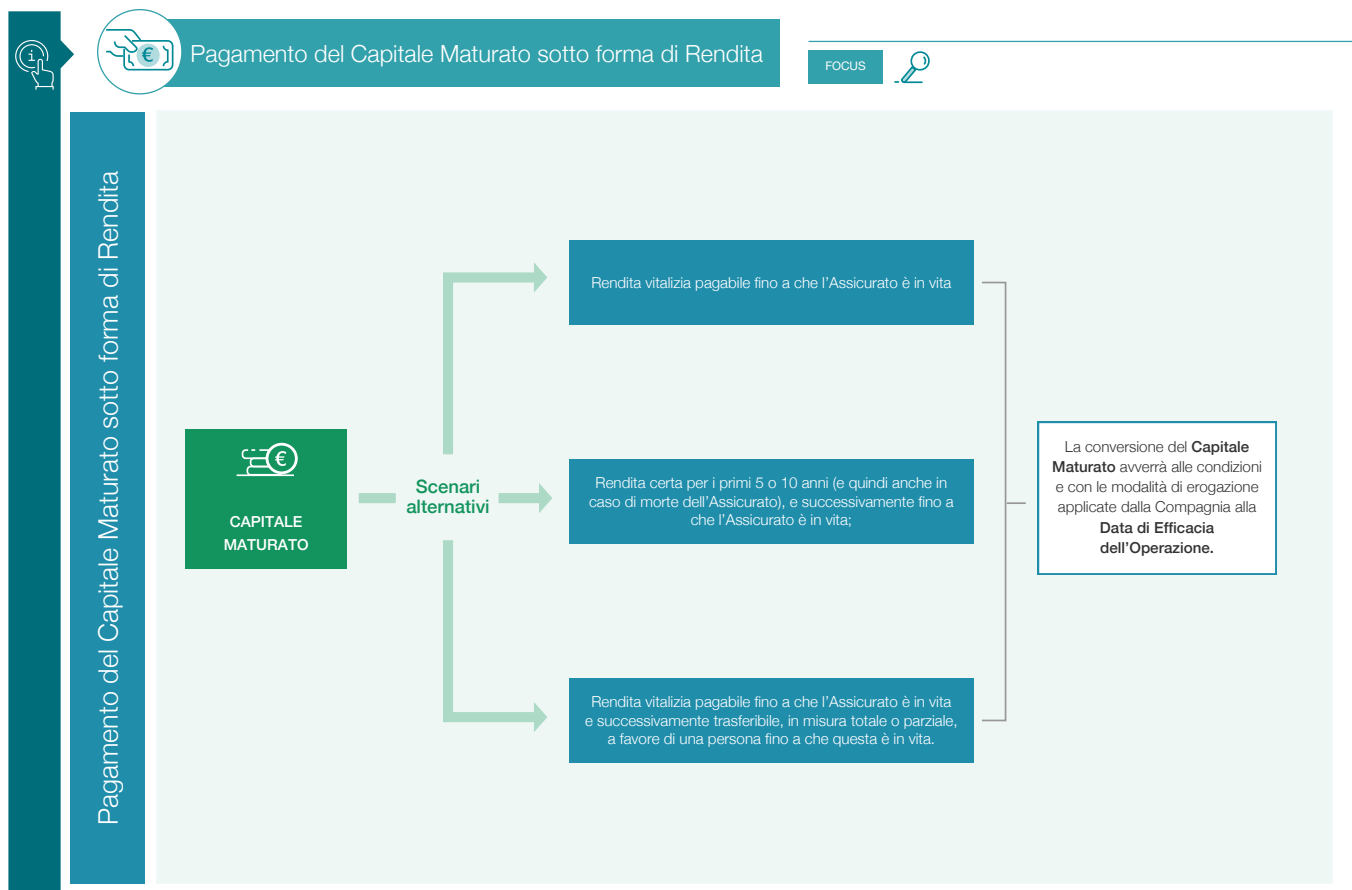 Pagamento del Capitale Maturato sotto forma di Rendita
FOCUS
Pagamento del Capitale Maturato sotto forma di Rendita
CAPITALE
MATURATO
Scenari
alternativi
Rendita vitalizia pagabile fino a che l'Assicurato è in vita
Rendita certa per i primi 5 o 10 anni (e quindi anche in
caso di morte dell'Assicurato), e successivamente fino a
che l'Assicurato è in vita;
Rendita vitalizia pagabile fino a che l'Assicurato è in vita
e successivamente trasferibile, in misura totale o parziale,
a favore di una persona fino a che questa è in vita.
La conversione del Capitale
Maturato avverrà alle condizioni
e con le modalità di erogazione
applicate dalla Compagnia alla
Data di Efficacia
dell'Operazione.